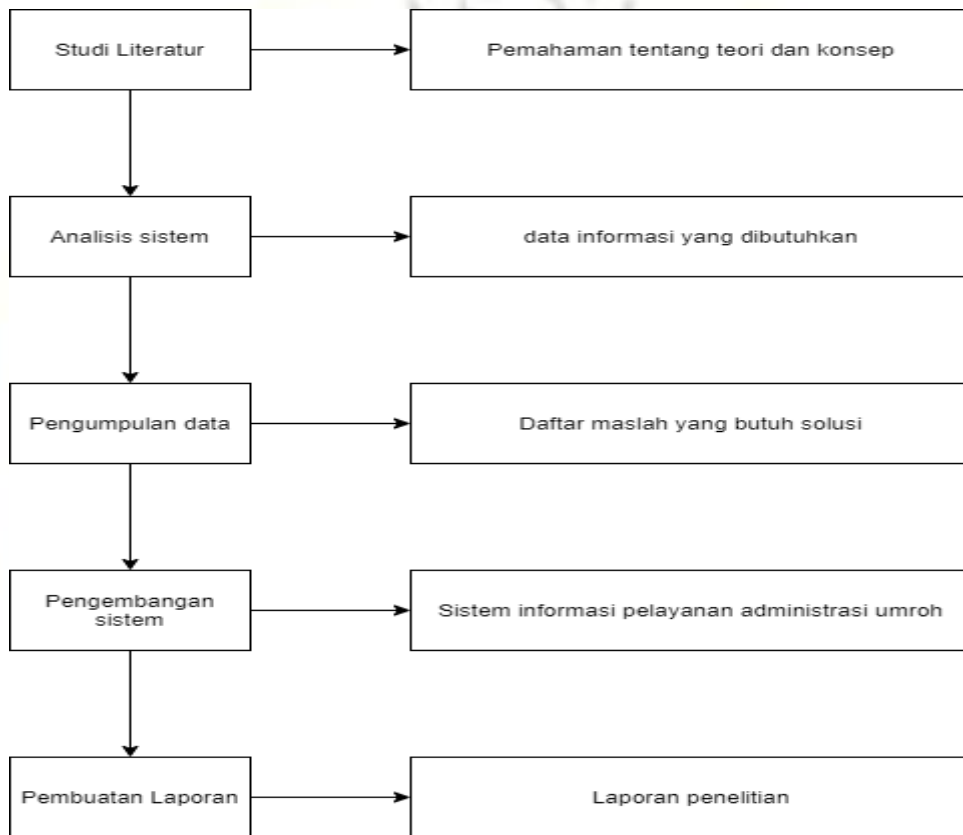 Studi Literatur
Pemahaman tentang teori dan konsep
Analisis sistem
data informasi yang dibutuhkan
Pengumpulan data
Daftar maslah yang butuh solusi
Pengembangan
sistem
Sistem informasi pelayanan administrasi umroh
Pembuatan Laporan
Laporan penelitian